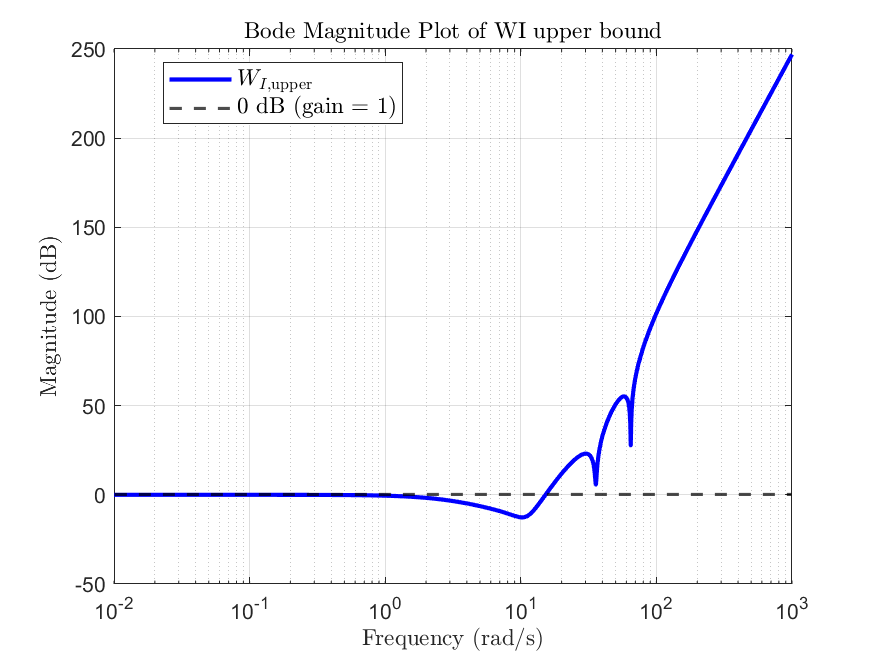 Bode Magnitude Plot of WI upper bound
W_{I,upper}
0 dB (gain = 1)
Magnitude (dB)
250
200
150
100
50
0
-50
10^{-2}
10^{-1}
10^{0}
10^{1}
10^{2}
10^{3}
Frequency (rad/s)